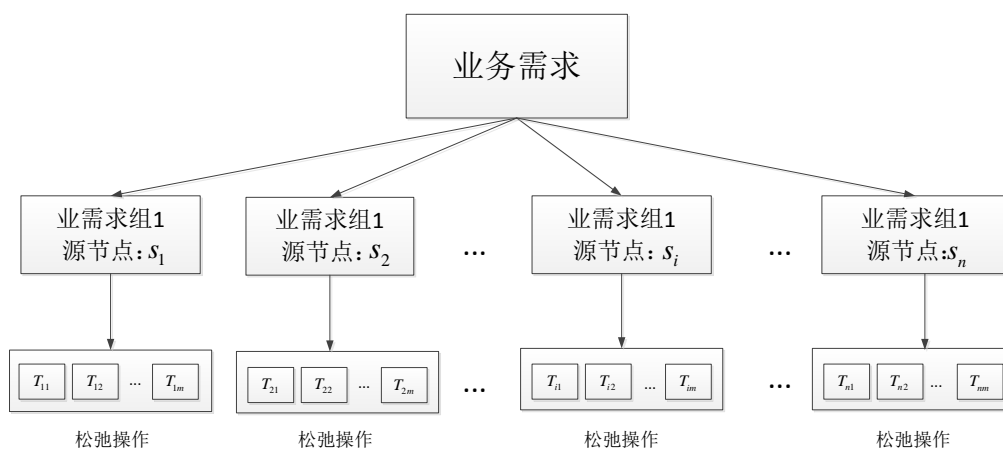 业务需求
业需求组1
源节点: s₁
业需求组1
源节点: s₂
...
业需求组1
源节点: sᵢ
...
业需求组1
源节点:sₙ
T₁₁ T₁₂ ... T₁ₘ
T₂₁ T₂₂ ... T₂ₘ
...
Tᵢ₁ Tᵢ₂ ... Tᵢₘ
...
Tₙ₁ Tₙ₂ ... Tₙₘ
松弛操作
松弛操作
松弛操作
松弛操作